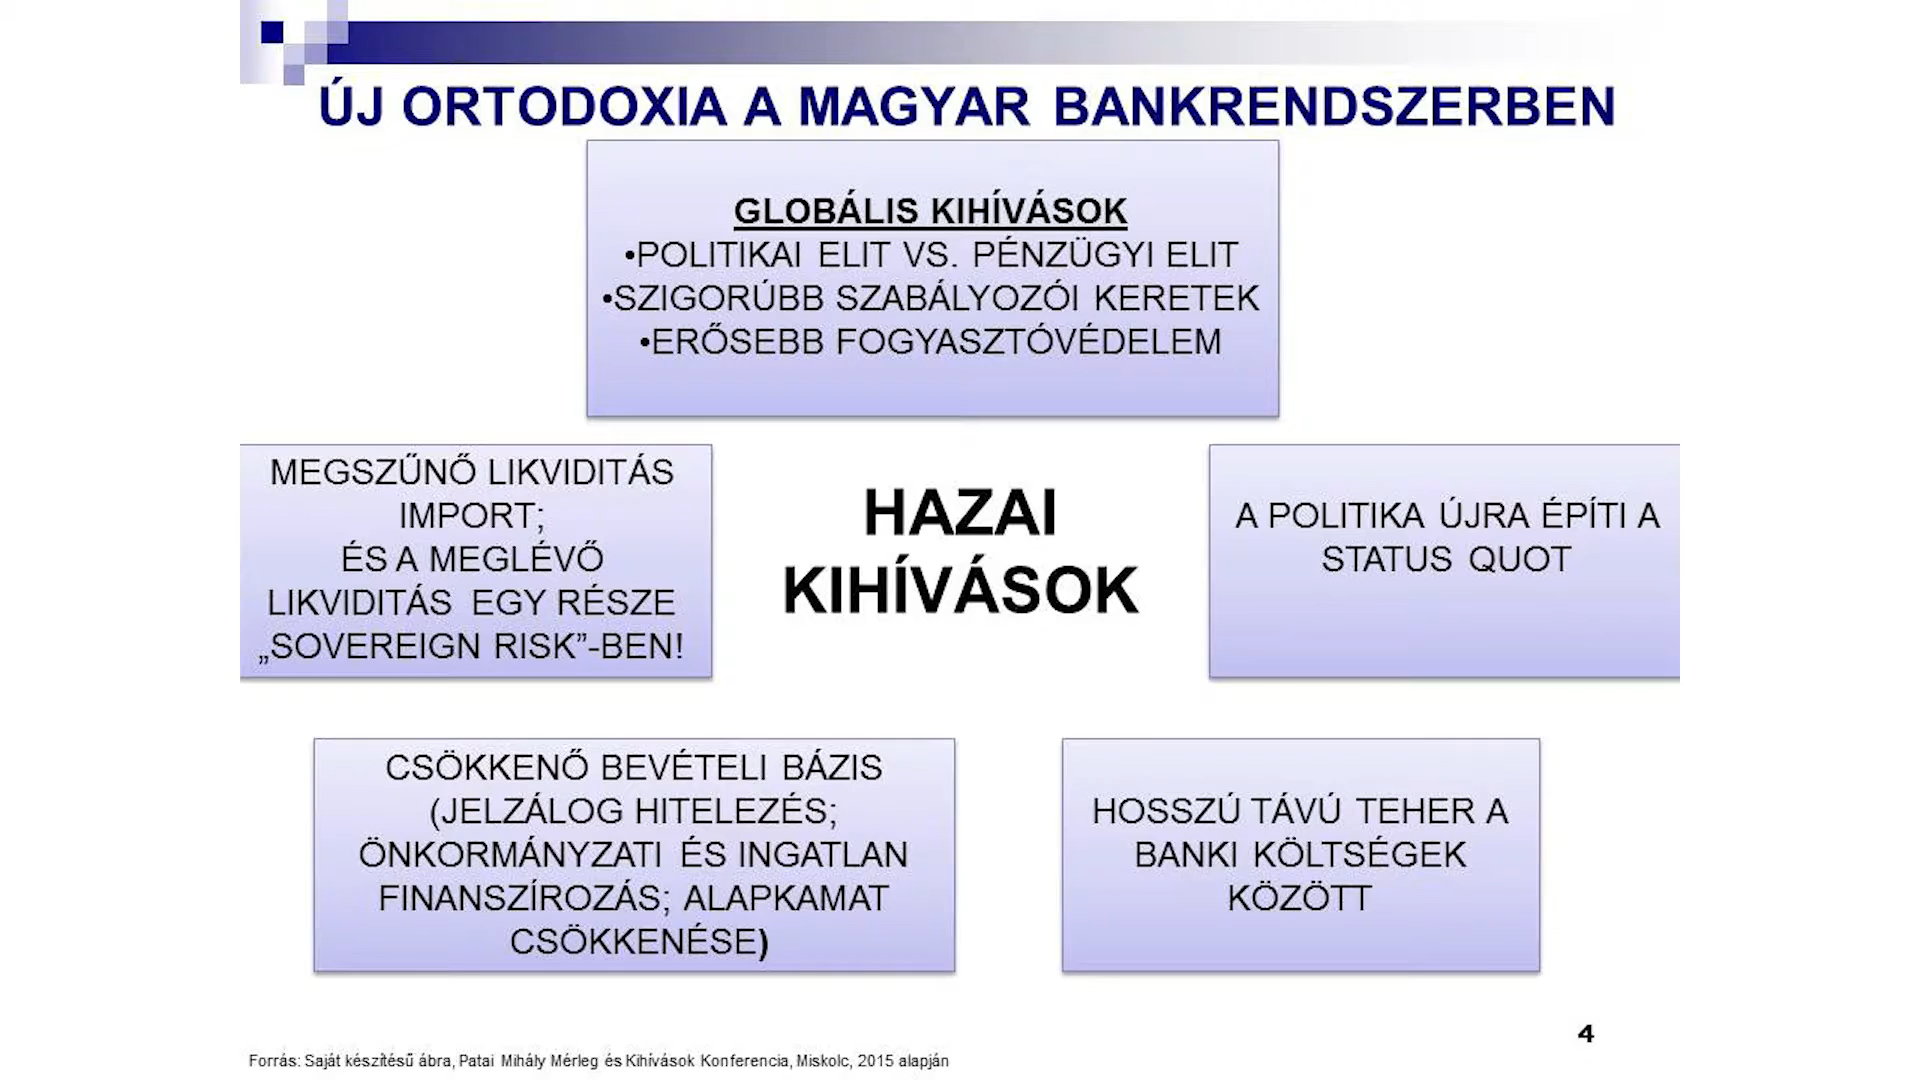 ÚJ ORTODOXIA A MAGYAR BANKRENDSZERBEN
GLOBÁLIS KIHÍVÁSOK
•POLITIKAI ELIT VS. PÉNZÜGYI ELIT
•SZIGORÚBB SZABÁLYOZÓI KERETEK
•ERŐSEBB FOGYASZTÓVÉDELEM
MEGSZŰNŐ LIKVIDITÁS
IMPORT;
ÉS A MEGLÉVŐ
LIKVIDITÁS EGY RÉSZE
„SOVEREIGN RISK”-BEN!
HAZAI
KIHÍVÁSOK
A POLITIKA ÚJRA ÉPÍTI A
STATUS QUOT
CSÖKKENŐ BEVÉTELI BÁZIS
(JELZÁLOG HITELEZÉS;
ÖNKORMÁNYZATI ÉS INGATLAN
FINANSZÍROZÁS; ALAPKAMAT
CSÖKKENÉSE)
HOSSZÚ TÁVÚ TEHER A
BANKI KÖLTSÉGEK
KÖZÖTT
4
Forrás: Saját készítésű ábra, Patai Mihály Mérleg és Kihívások Konferencia, Miskolc, 2015 alapján